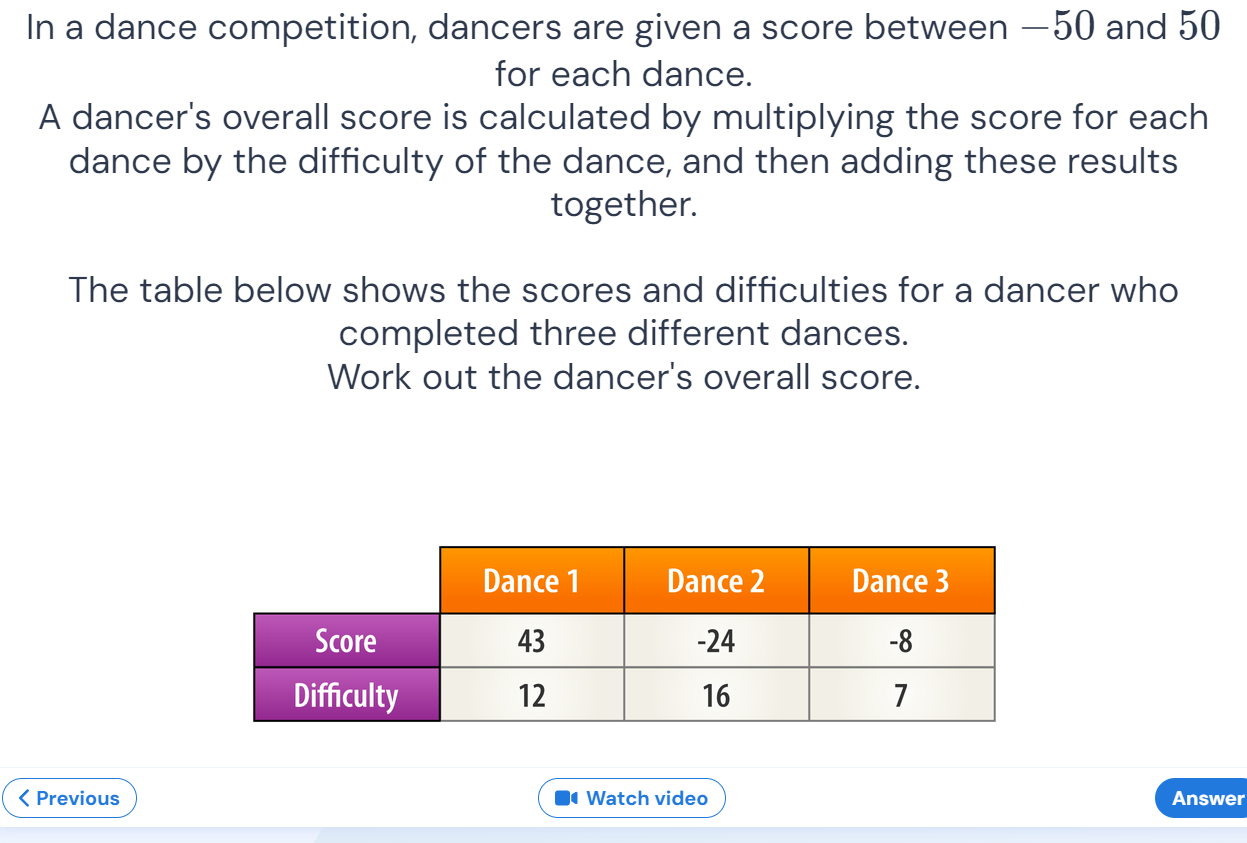 In a dance competition, dancers are given a score between −50 and 50
for each dance.
A dancer's overall score is calculated by multiplying the score for each
dance by the difficulty of the dance, and then adding these results
together.
The table below shows the scores and difficulties for a dancer who
completed three different dances.
Work out the dancer's overall score.
Dance 1 Dance 2 Dance 3
Score 43 -24 -8
Difficulty 12 16 7
Previous Watch video Answer